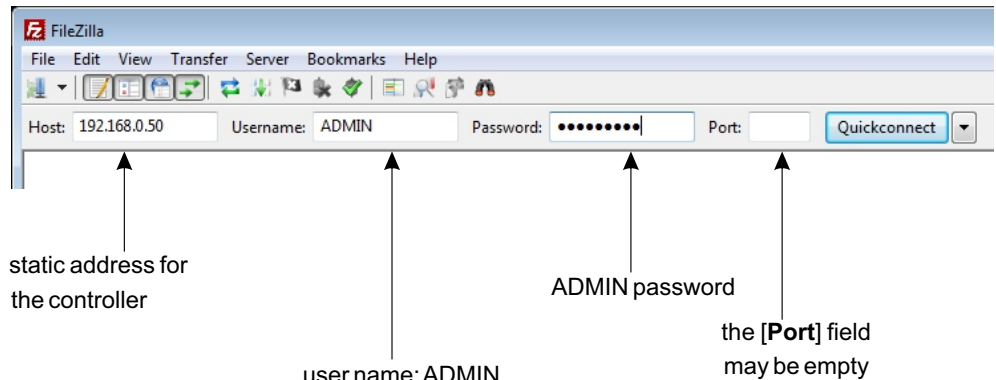 FileZilla
File Edit View Transfer Server Bookmarks Help
Host: 192.168.0.50 Username: ADMIN Password: ●●●●●●●●● Port: Quickconnect
static address for
the controller
ADMIN password
the [Port] field
may be empty
user name: ADMIN